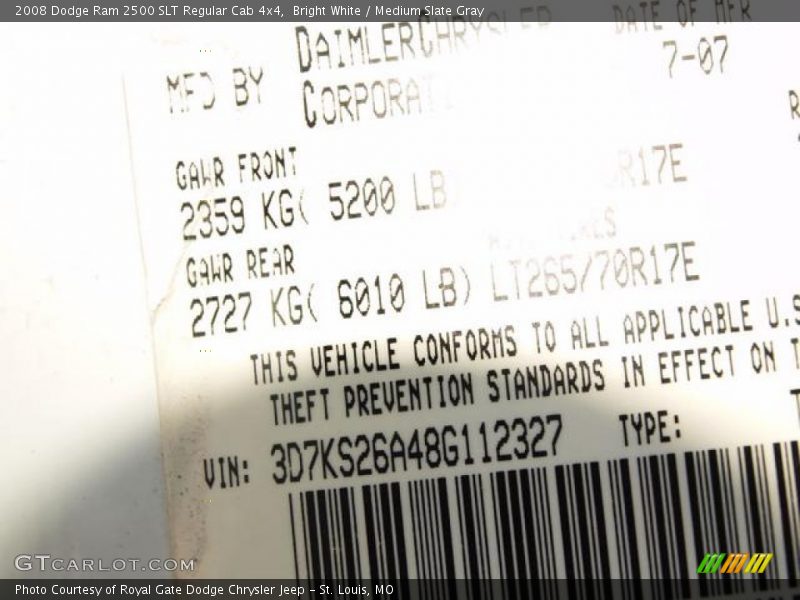 2008 Dodge Ram 2500 SLT Regular Cab 4x4, Bright White / Medium Slate Gray
DAIMLERCHRYSLER DATE OF MFR
MFD BY 7-07
CORPORAT
GAWR FRONT
2359 KG( 5200 LB) R17E
GAWR REAR
2727 KG( 6010 LB) LT265/70R17E
THIS VEHICLE CONFORMS TO ALL APPLICABLE U.S
THEFT PREVENTION STANDARDS IN EFFECT ON T
VIN: 3D7KS26A48G112327 TYPE:
GTCARLOT.COM
Photo Courtesy of Royal Gate Dodge Chrysler Jeep - St. Louis, MO